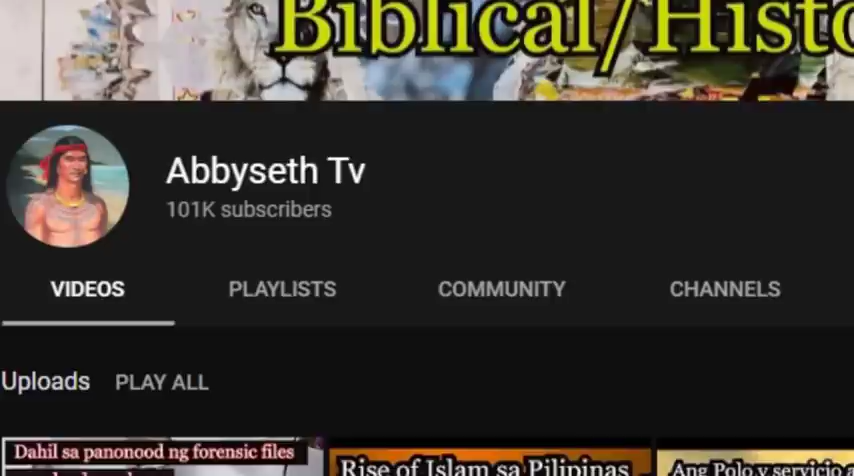 Biblical/Histo
Abbyseth Tv
101K subscribers
VIDEOS PLAYLISTS COMMUNITY CHANNELS
Uploads PLAY ALL
Dahil sa panonood ng forensic files
Rise of Islam sa Pilipinas
Ang Polo y servicio a